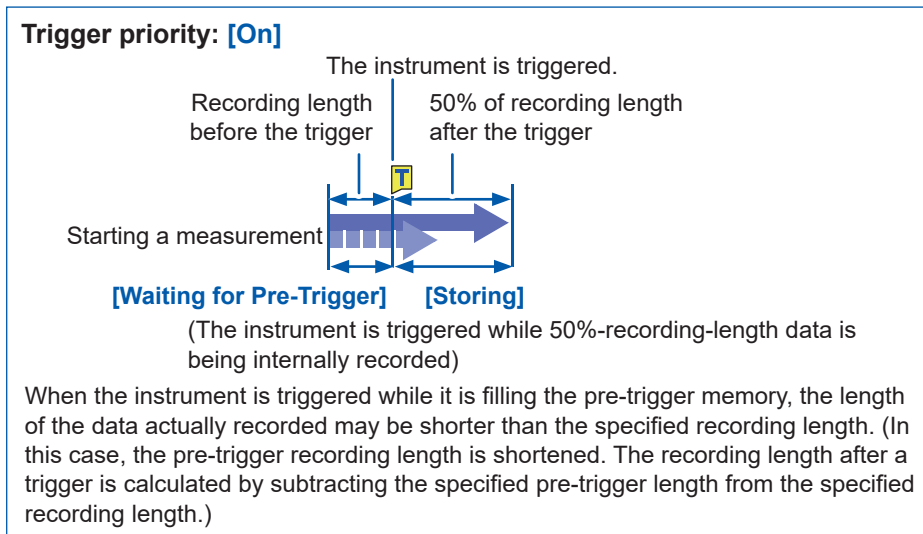 Trigger priority: [On]
The instrument is triggered.
Recording length
before the trigger
50% of recording length
after the trigger
T
Starting a measurement
[Waiting for Pre-Trigger]
[Storing]
(The instrument is triggered while 50%-recording-length data is
being internally recorded)
When the instrument is triggered while it is filling the pre-trigger memory, the length
of the data actually recorded may be shorter than the specified recording length. (In
this case, the pre-trigger recording length is shortened. The recording length after a
trigger is calculated by subtracting the specified pre-trigger length from the specified
recording length.)